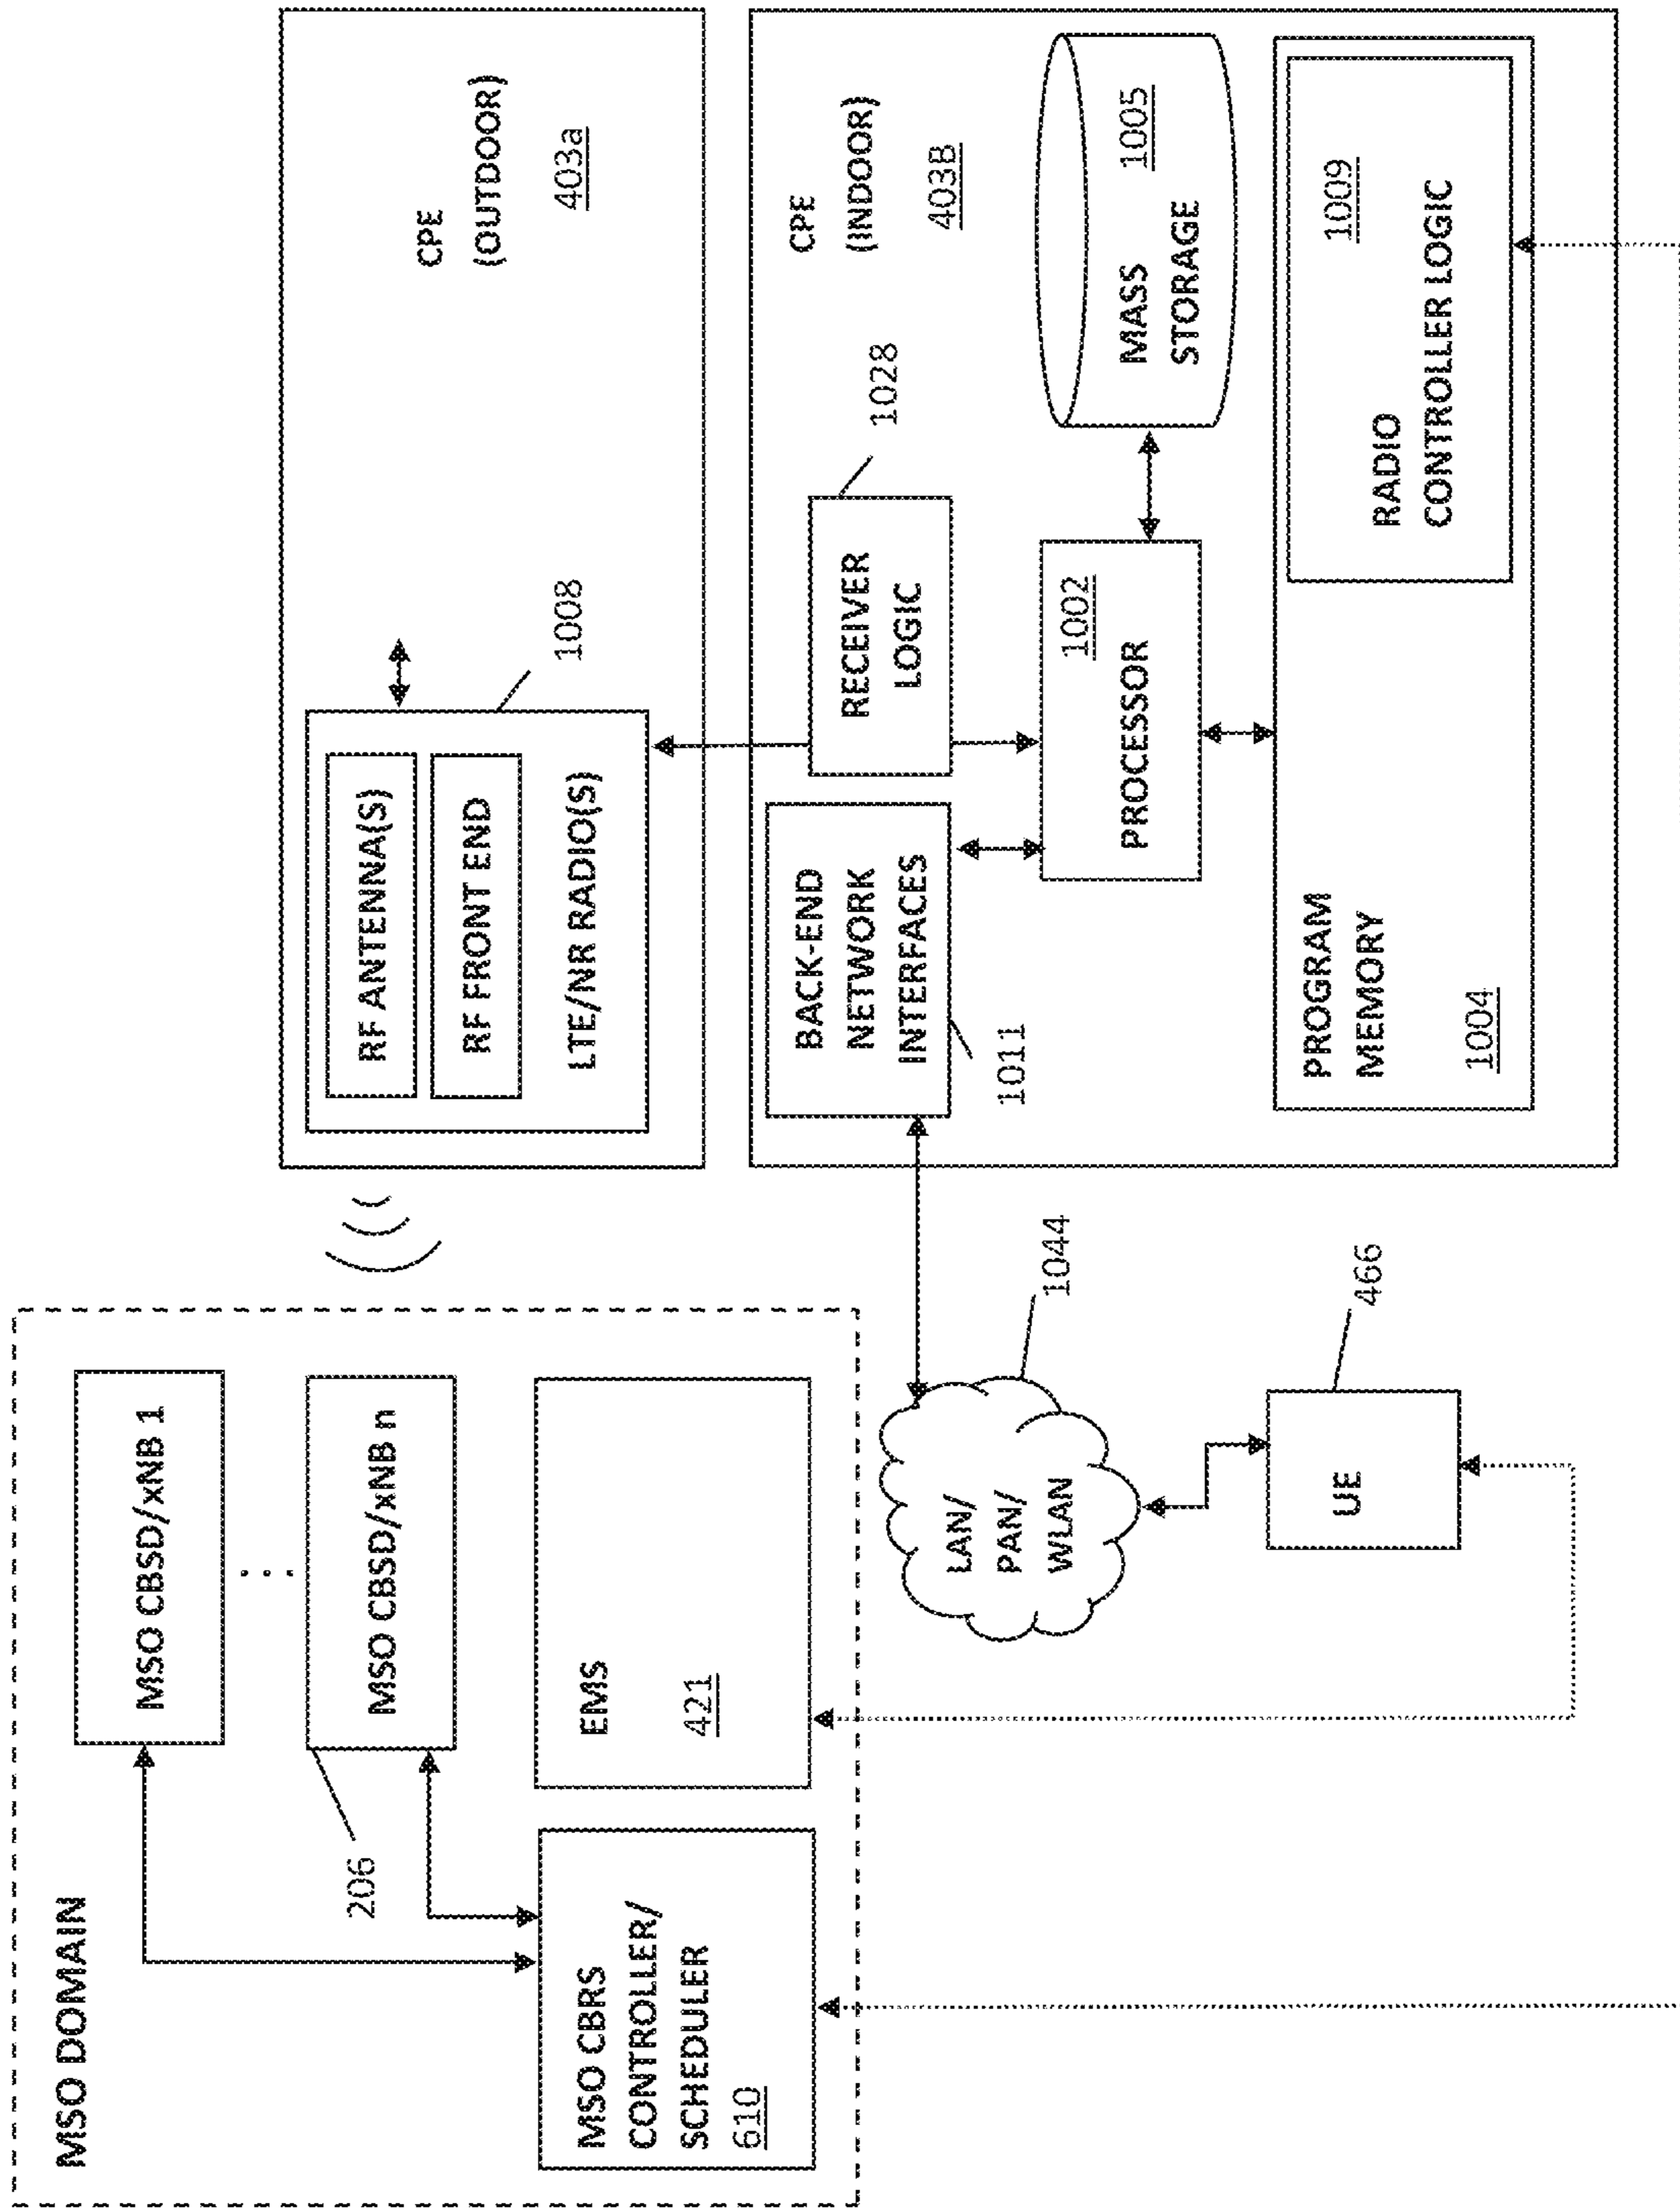 MSO DOMAIN
MSO CBSD/xNB 1
. . .
MSO CBSD/xNB n
206
MSO CBRS
CONTROLLER/
SCHEDULER
610
EMS
421
LAN/
PAN/
WLAN
1044
UE
466
CPE
(OUTDOOR)
403a
RF ANTENNA(S)
RF FRONT END
LTE/NR RADIO(S)
1008
CPE
(INDOOR)
403B
BACK-END
NETWORK
INTERFACES
1011
RECEIVER
LOGIC
1028
1002
PROCESSOR
MASS
STORAGE
1005
PROGRAM
MEMORY
1004
1009
RADIO
CONTROLLER LOGIC